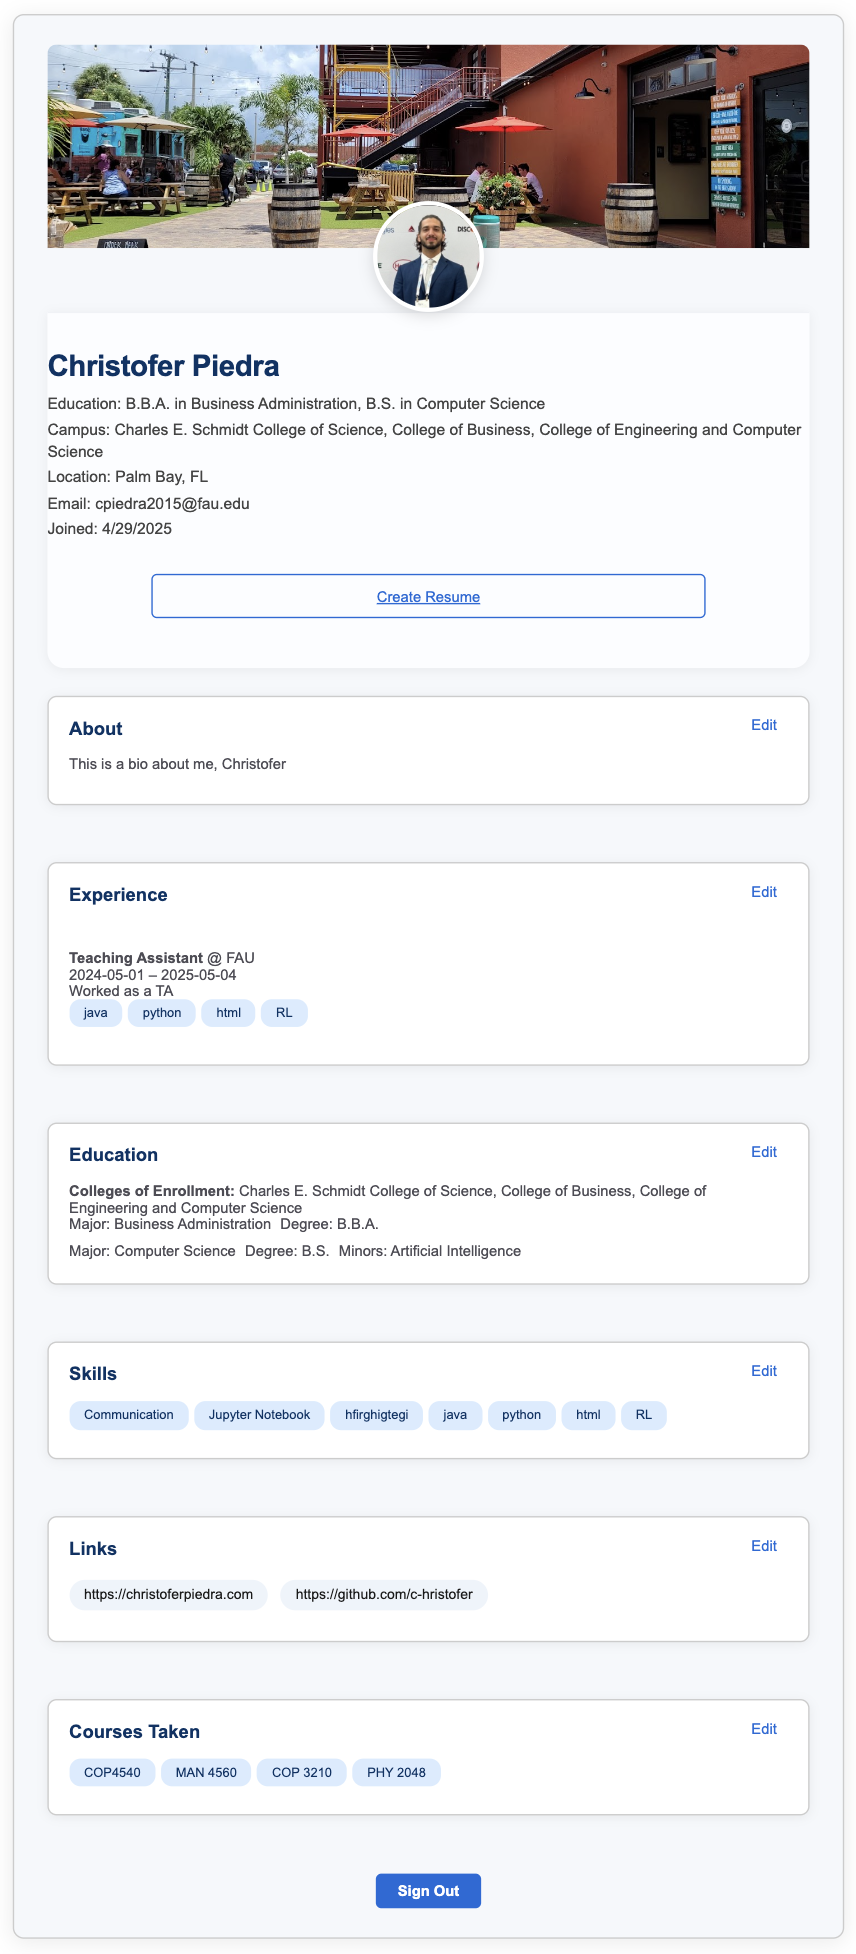 Christofer Piedra
Education: B.B.A. in Business Administration, B.S. in Computer Science
Campus: Charles E. Schmidt College of Science, College of Business, College of Engineering and Computer
Science
Location: Palm Bay, FL
Email: cpiedra2015@fau.edu
Joined: 4/29/2025
Create Resume
About
Edit
This is a bio about me, Christofer
Experience
Edit
Teaching Assistant @ FAU
2024-05-01 – 2025-05-04
Worked as a TA
java python html RL
Education
Edit
Colleges of Enrollment: Charles E. Schmidt College of Science, College of Business, College of
Engineering and Computer Science
Major: Business Administration Degree: B.B.A.
Major: Computer Science Degree: B.S. Minors: Artificial Intelligence
Skills
Edit
Communication Jupyter Notebook hfirghigtegi java python html RL
Links
Edit
https://christoferpiedra.com https://github.com/c-hristofer
Courses Taken
Edit
COP4540 MAN 4560 COP 3210 PHY 2048
Sign Out